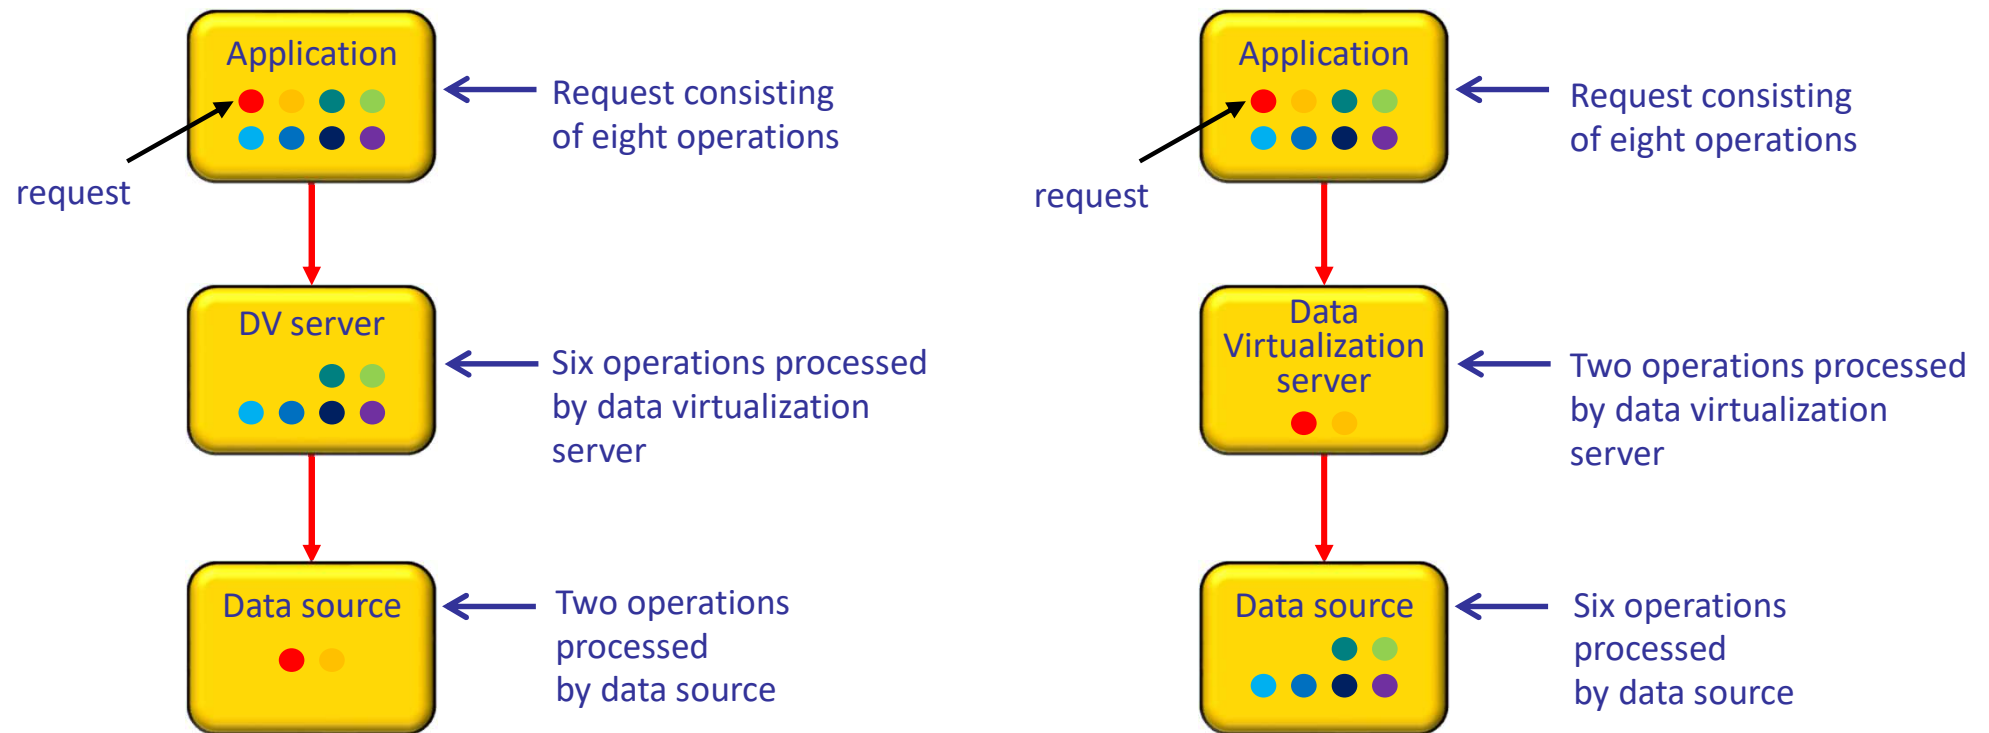 Application
Request consisting
of eight operations
request
DV server
Six operations processed
by data virtualization
server
Data source
Two operations
processed
by data source
Application
Request consisting
of eight operations
request
Data
Virtualization
server
Two operations processed
by data virtualization
server
Data source
Six operations
processed
by data source